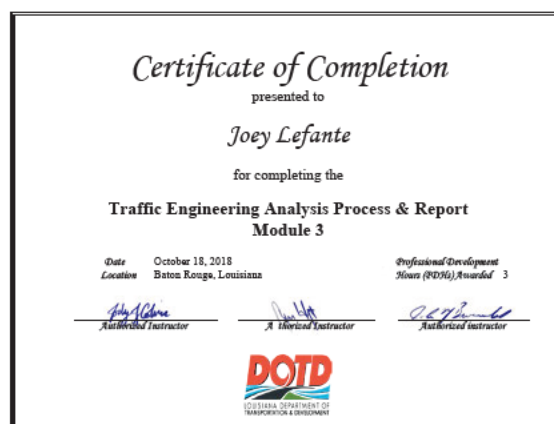 Certificate of Completion
presented to
Joey Lefante
for completing the
Traffic Engineering Analysis Process & Report
Module 3
Date October 18, 2018
Location Baton Rouge, Louisiana
Professional Development
Hours (PDHs) Awarded 3
Authorized Instructor
A thorized Instructor
Authorized instructor
DOTD
LOUISIANA DEPARTMENT OF
TRANSPORTATION & DEVELOPMENT